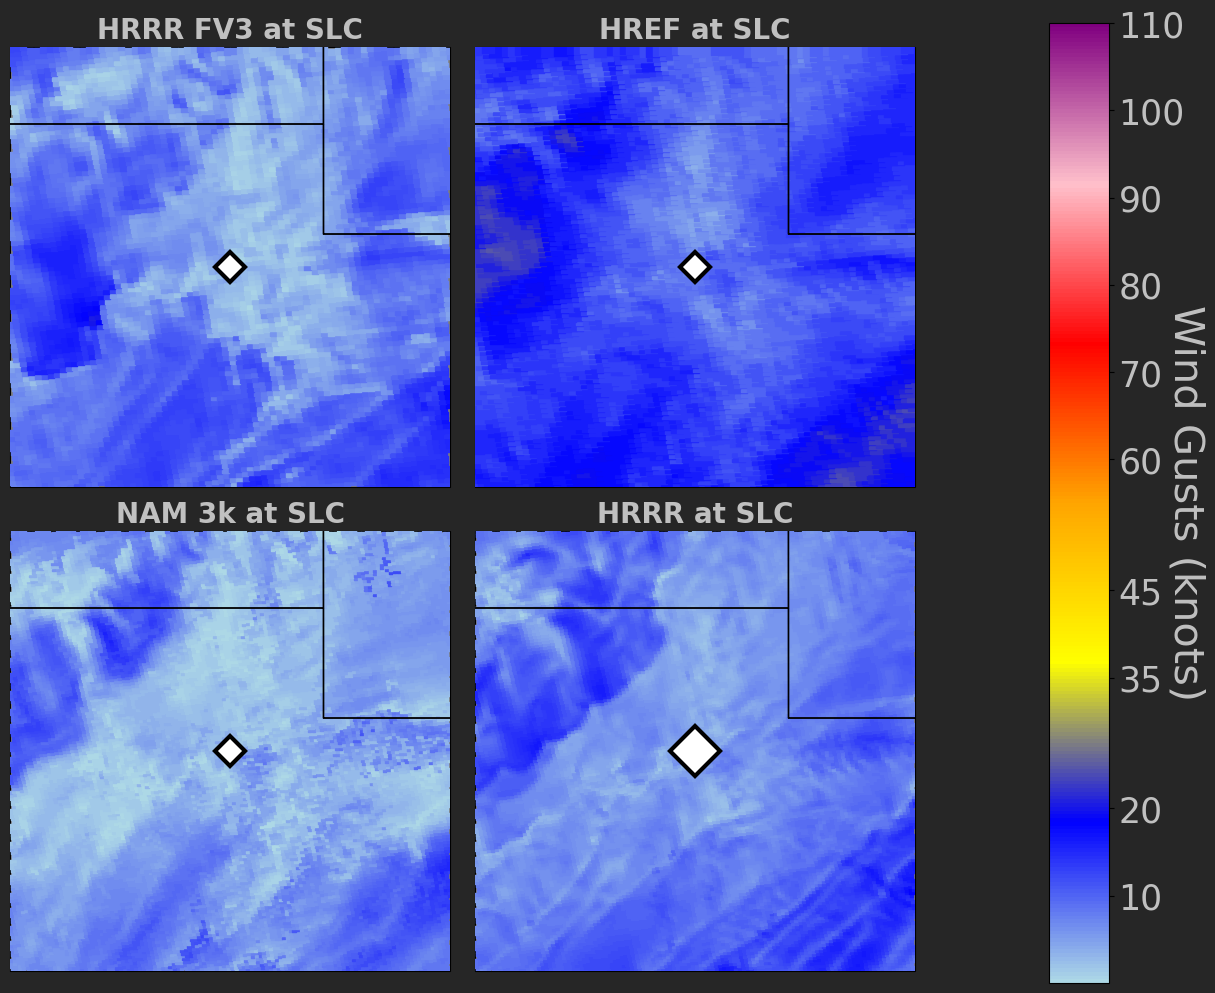 HRRR FV3 at SLC
HREF at SLC
NAM 3k at SLC
HRRR at SLC
110
100
90
80
70
60
45
35
20
10
Wind Gusts (knots)